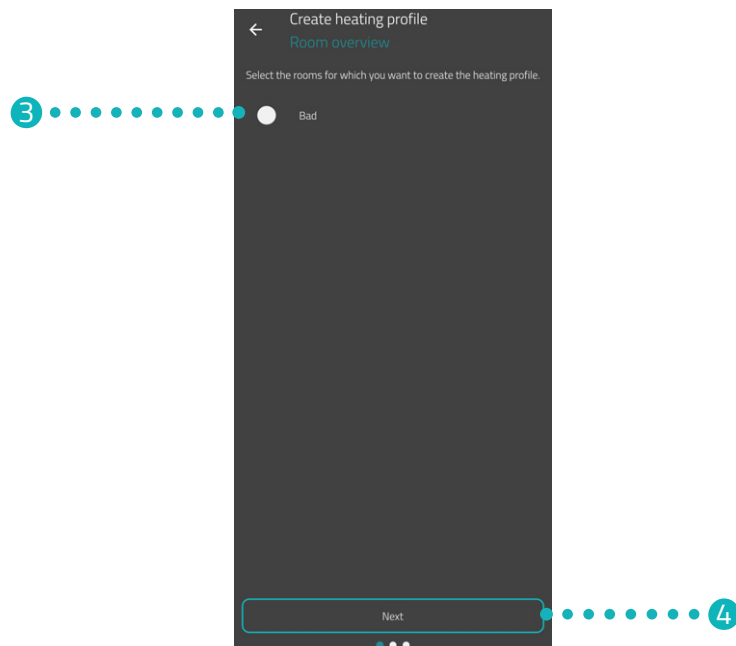 Create heating profile
Room overview
Select the rooms for which you want to create the heating profile.
3
Bad
Next
4